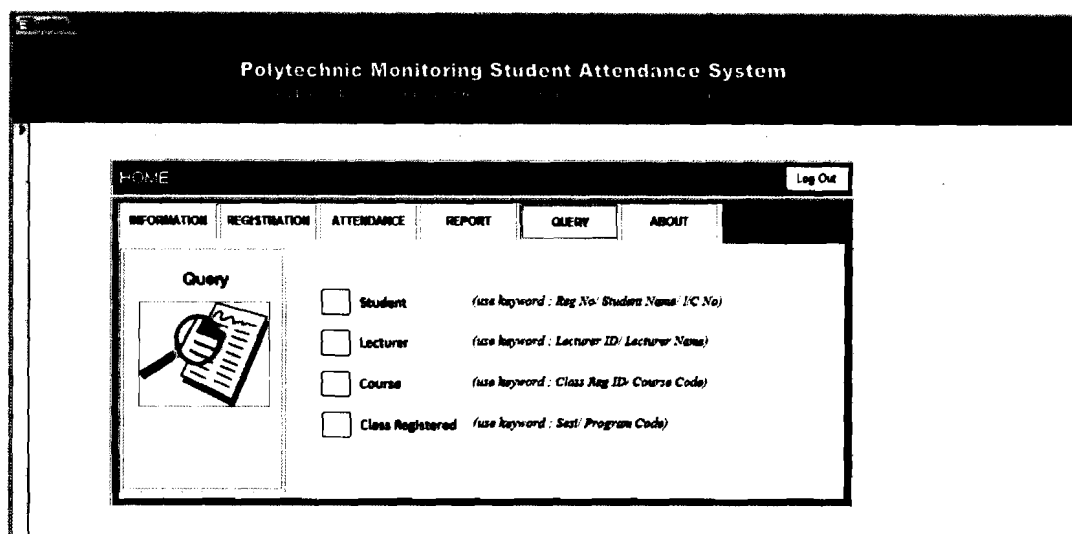 Polytechnic Monitoring Student Attendance System
HOME Log Out
INFORMATION REGISTRATION ATTENDANCE REPORT QUERY ABOUT
Query
Student (use keyword : Reg No/ Student Name/ I/C No)
Lecturer (use keyword : Lecturer ID/ Lecturer Name)
Course (use keyword : Class Reg ID/ Course Code)
Class Registered (use keyword : Sesi/ Program Code)